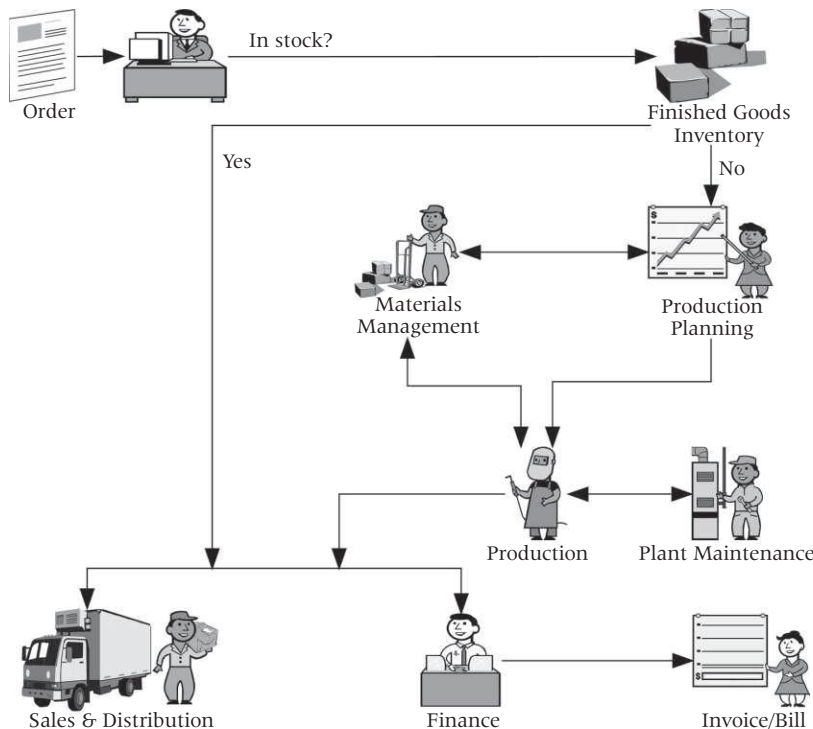 In stock?
Order
Finished Goods
Inventory
Yes
No
$
Materials
Management
Production
Planning
Production
Plant Maintenance
$
Sales & Distribution
Finance
Invoice/Bill